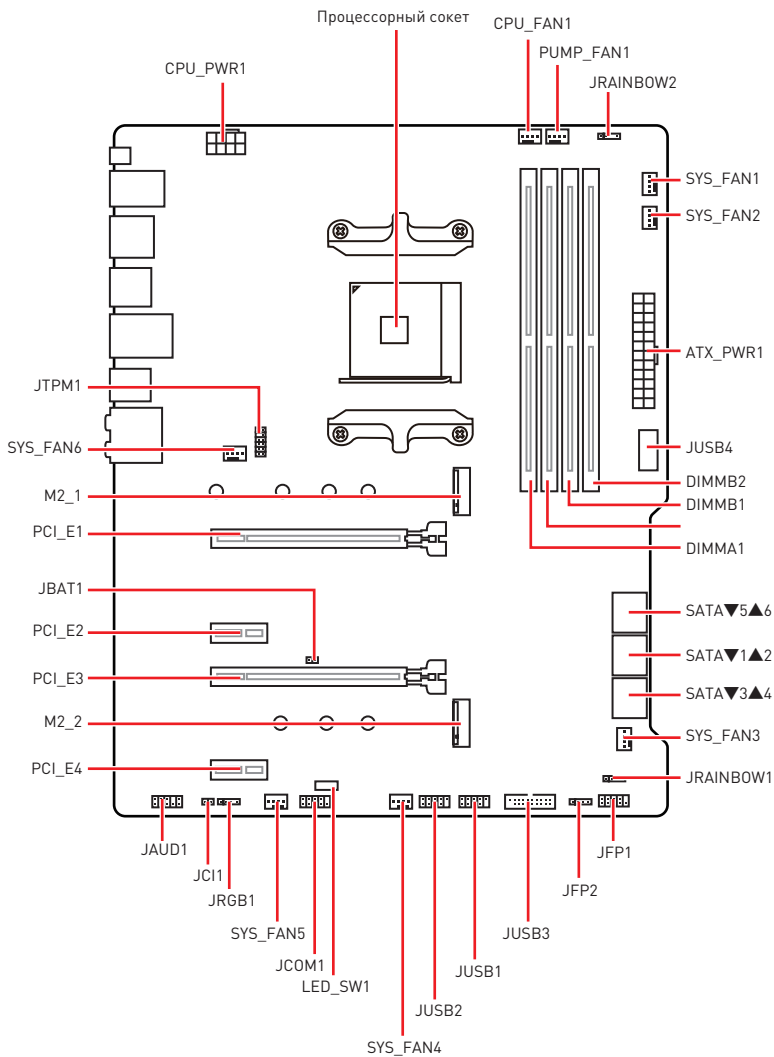 Процессорный сокет
CPU_FAN1
PUMP_FAN1
CPU_PWR1
JRAINBOW2
SYS_FAN1
SYS_FAN2
ATX_PWR1
JTPM1
SYS_FAN6
JUSB4
M2_1
DIMMB2
DIMMB1
PCI_E1
DIMMA1
JBAT1
SATA▼5▲6
PCI_E2
SATA▼1▲2
PCI_E3
SATA▼3▲4
M2_2
SYS_FAN3
PCI_E4
JRAINBOW1
JAUD1
JFP1
JCI1
JFP2
JRGB1
SYS_FAN5
JUSB3
JCOM1
JUSB1
LED_SW1
JUSB2
SYS_FAN4